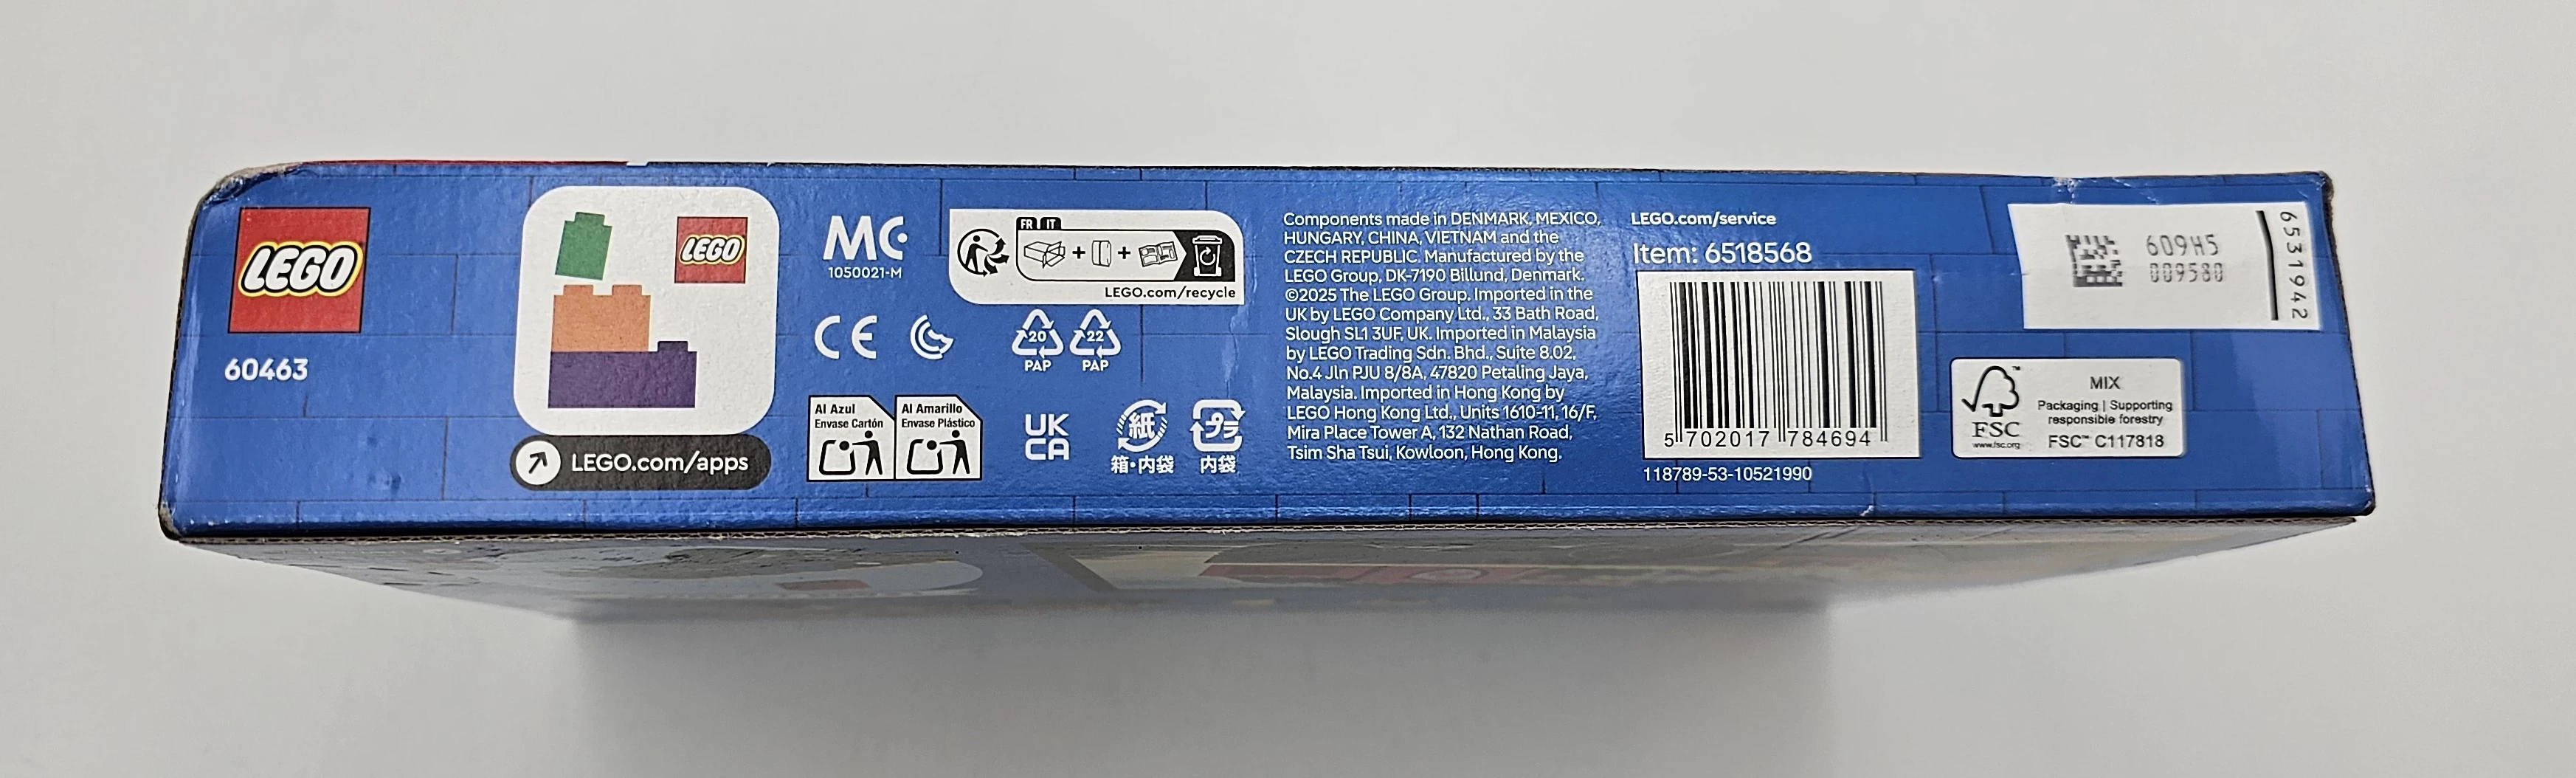 LEGO
60463
LEGO
LEGO.com/apps
MC
1050021-M
FR IT
LEGO.com/recycle
CE
20
PAP
22
PAP
Al Azul
Envase Cartón
Al Amarillo
Envase Plástico
UK
CA
紙
箱・内袋
プラ
内袋
Components made in DENMARK, MEXICO,
HUNGARY, CHINA, VIETNAM and the
CZECH REPUBLIC. Manufactured by the
LEGO Group, DK-7190 Billund, Denmark.
©2025 The LEGO Group. Imported in the
UK by LEGO Company Ltd., 33 Bath Road,
Slough SL1 3UF, UK. Imported in Malaysia
by LEGO Trading Sdn. Bhd., Suite 8.02,
No.4 Jln PJU 8/8A, 47820 Petaling Jaya,
Malaysia. Imported in Hong Kong by
LEGO Hong Kong Ltd., Units 1610-11, 16/F,
Mira Place Tower A, 132 Nathan Road,
Tsim Sha Tsui, Kowloon, Hong Kong.
LEGO.com/service
Item: 6518568
5 702017 784694
118789-53-10521990
609H5
009580
6531942
FSC
www.fsc.org
MIX
Packaging | Supporting
responsible forestry
FSC™ C117818